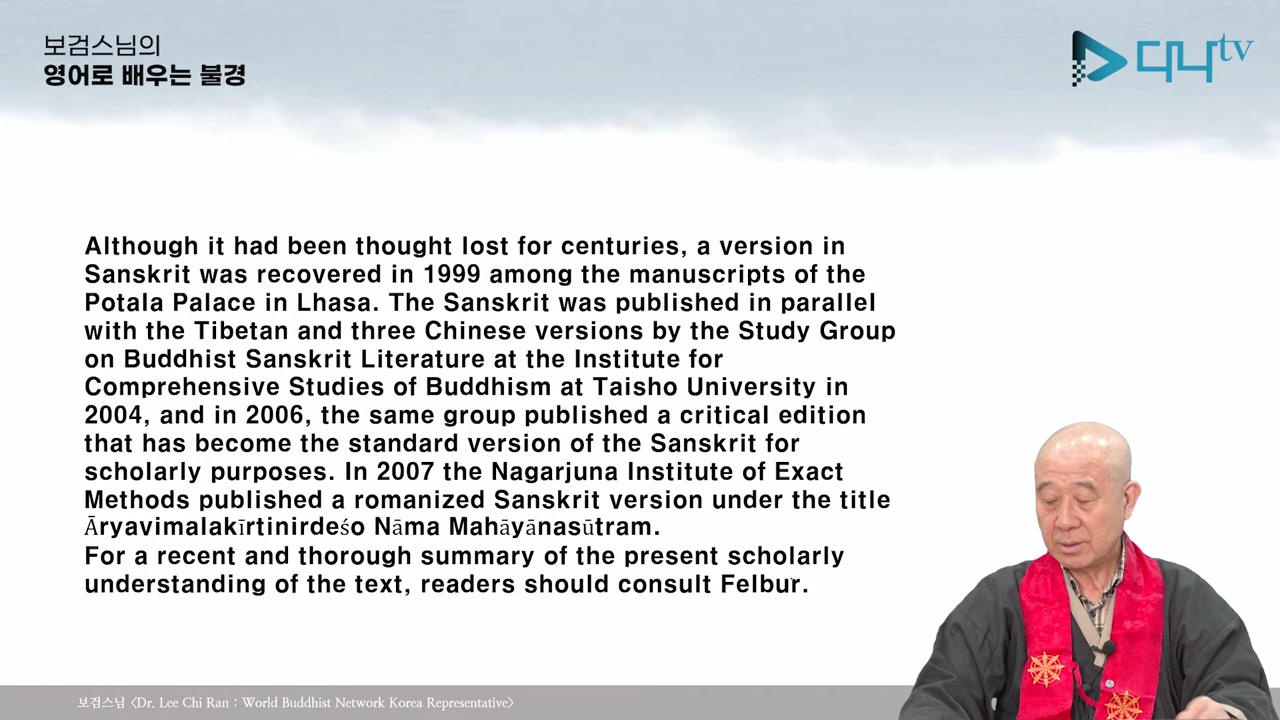 보검스님의
영어로 배우는 불경
다나tv
Although it had been thought lost for centuries, a version in
Sanskrit was recovered in 1999 among the manuscripts of the
Potala Palace in Lhasa. The Sanskrit was published in parallel
with the Tibetan and three Chinese versions by the Study Group
on Buddhist Sanskrit Literature at the Institute for
Comprehensive Studies of Buddhism at Taisho University in
2004, and in 2006, the same group published a critical edition
that has become the standard version of the Sanskrit for
scholarly purposes. In 2007 the Nagarjuna Institute of Exact
Methods published a romanized Sanskrit version under the title
Āryavimalakīrtinirdeśo Nāma Mahāyānasūtram.
For a recent and thorough summary of the present scholarly
understanding of the text, readers should consult Felbur.
보검스님 <Dr. Lee Chi Ran : World Buddhist Network Korea Representative>